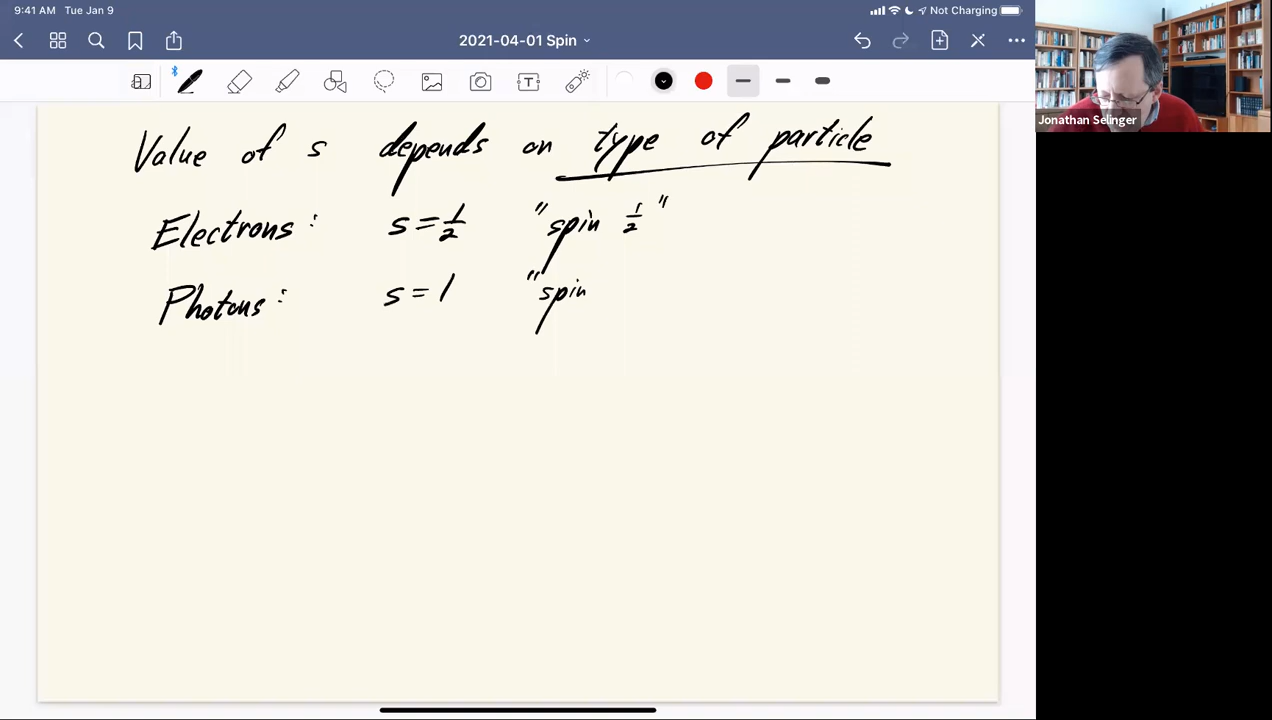 9:41 AM Tue Jan 9 Not Charging
2021-04-01 Spin
T
Jonathan Selinger
Value of s depends on type of particle
Electrons: s = 1/2 "spin 1/2"
Photons: s = 1 "spin